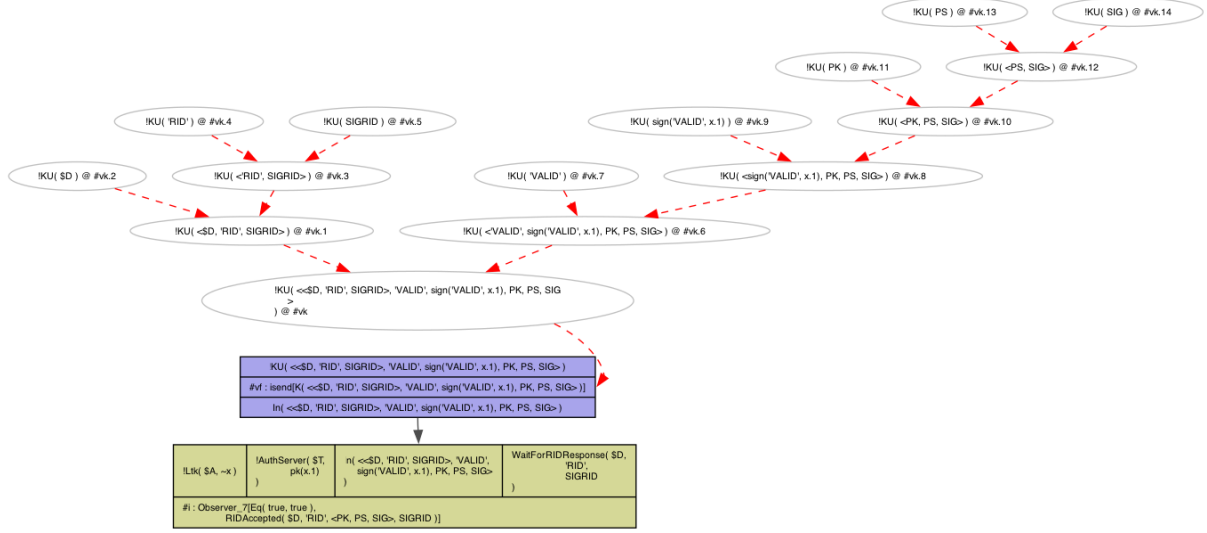 !KU( PS ) @ #vk.13
!KU( SIG ) @ #vk.14
!KU( PK ) @ #vk.11
!KU( <PS, SIG> ) @ #vk.12
!KU( 'RID' ) @ #vk.4
!KU( SIGRID ) @ #vk.5
!KU( sign('VALID', x.1) ) @ #vk.9
!KU( <PK, PS, SIG> ) @ #vk.10
!KU( $D ) @ #vk.2
!KU( <'RID', SIGRID> ) @ #vk.3
!KU( 'VALID' ) @ #vk.7
!KU( <sign('VALID', x.1), PK, PS, SIG> ) @ #vk.8
!KU( <$D, 'RID', SIGRID> ) @ #vk.1
!KU( <'VALID', sign('VALID', x.1), PK, PS, SIG> ) @ #vk.6
!KU( <<$D, 'RID', SIGRID>, 'VALID', sign('VALID', x.1), PK, PS, SIG
>
) @ #vk
!KU( <<$D, 'RID', SIGRID>, 'VALID', sign('VALID', x.1), PK, PS, SIG> )
#vf : isend[K( <<$D, 'RID', SIGRID>, 'VALID', sign('VALID', x.1), PK, PS, SIG> )]
In( <<$D, 'RID', SIGRID>, 'VALID', sign('VALID', x.1), PK, PS, SIG> )
!Ltk( $A, ~x )
!AuthServer( $T,
pk(x.1)
)
n( <<$D, 'RID', SIGRID>, 'VALID',
sign('VALID', x.1), PK, PS, SIG>
)
WaitForRIDResponse( $D,
'RID',
SIGRID
)
#i : Observer_7[Eq( true, true ),
RIDAccepted( $D, 'RID', <PK, PS, SIG>, SIGRID )]